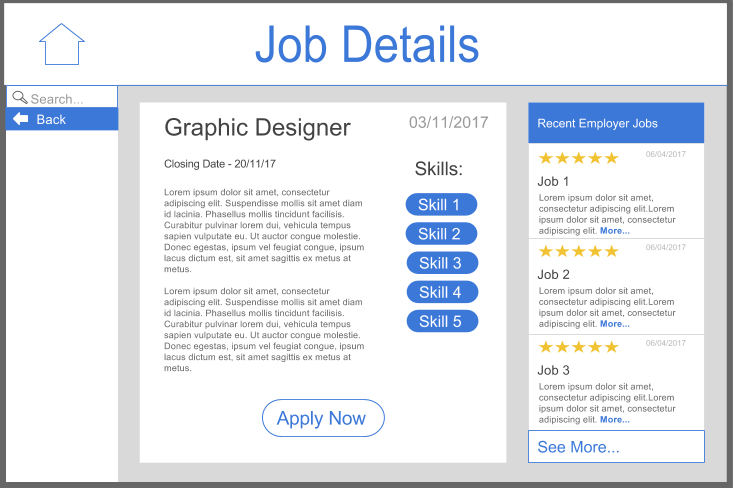 Job Details
Search...
Back
Graphic Designer
03/11/2017
Closing Date - 20/11/17
Lorem ipsum dolor sit amet, consectetur
adipiscing elit. Suspendisse mollis sit amet diam
id lacinia. Phasellus mollis tincidunt facilisis.
Curabitur pulvinar lorem dui, vehicula tempus
sapien vulputate eu. Ut auctor congue molestie.
Donec egestas, ipsum vel feugiat congue, ipsum
lacus dictum est, sit amet sagittis ex metus at
metus.
Lorem ipsum dolor sit amet, consectetur
adipiscing elit. Suspendisse mollis sit amet diam
id lacinia. Phasellus mollis tincidunt facilisis.
Curabitur pulvinar lorem dui, vehicula tempus
sapien vulputate eu. Ut auctor congue molestie.
Donec egestas, ipsum vel feugiat congue, ipsum
lacus dictum est, sit amet sagittis ex metus at
metus.
Skills:
Skill 1
Skill 2
Skill 3
Skill 4
Skill 5
Apply Now
Recent Employer Jobs
06/04/2017
Job 1
Lorem ipsum dolor sit amet,
consectetur adipiscing elit.Lorem
ipsum dolor sit amet, consectetur
adipiscing elit. More...
06/04/2017
Job 2
Lorem ipsum dolor sit amet,
consectetur adipiscing elit.Lorem
ipsum dolor sit amet, consectetur
adipiscing elit. More...
06/04/2017
Job 3
Lorem ipsum dolor sit amet,
consectetur adipiscing elit.Lorem
ipsum dolor sit amet, consectetur
adipiscing elit. More...
See More...